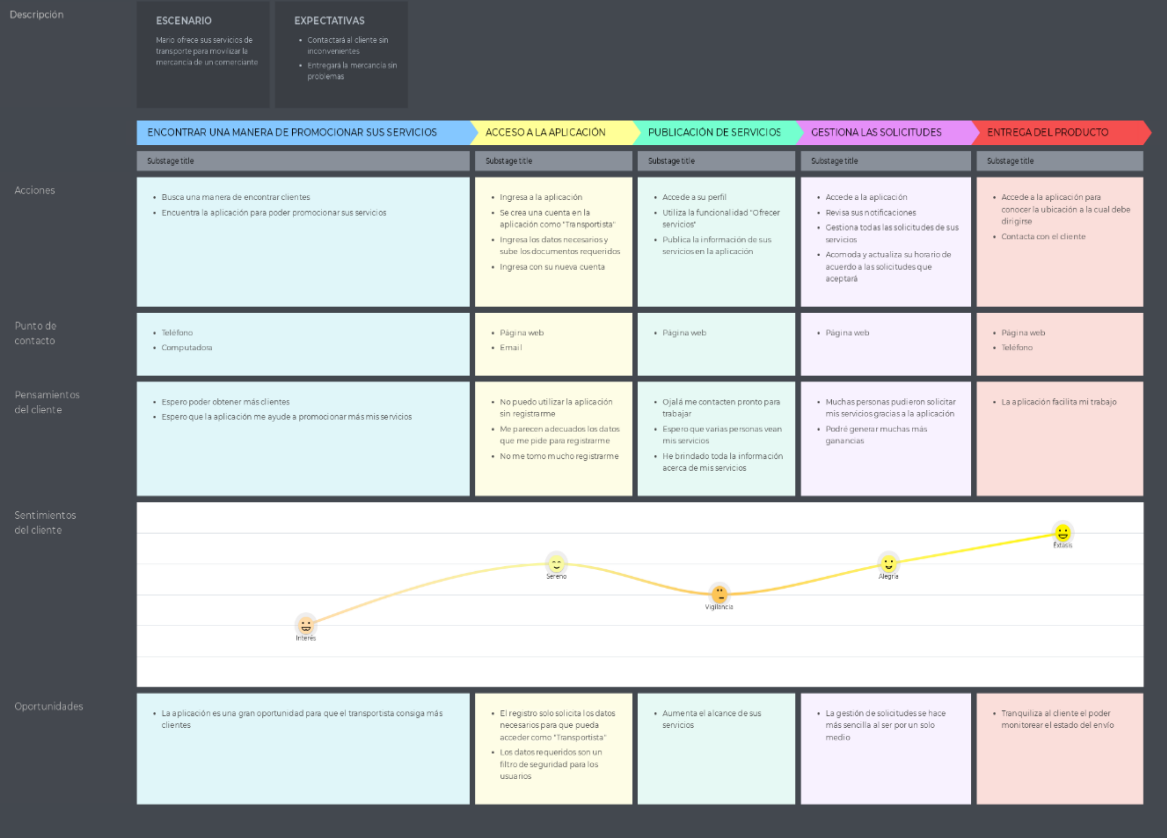 Descripción
ESCENARIO
Mario ofrece sus servicios de
transporte para movilizar la
mercancía de un comerciante
EXPECTATIVAS
• Contactará al cliente sin
inconvenientes
• Entregará la mercancía sin
problemas
ENCONTRAR UNA MANERA DE PROMOCIONAR SUS SERVICIOS
ACCESO A LA APLICACIÓN
PUBLICACIÓN DE SERVICIOS
GESTIONA LAS SOLICITUDES
ENTREGA DEL PRODUCTO
Substage title
Substage title
Substage title
Substage title
Substage title
Acciones
• Busca una manera de encontrar clientes
• Encuentra la aplicación para poder promocionar sus servicios
• Ingresa a la aplicación
• Se crea una cuenta en la
aplicación como "Transportista"
• Ingresa los datos necesarios y
sube los documentos requeridos
• Ingresa con su nueva cuenta
• Accede a su perfil
• Utiliza la funcionalidad "Ofrecer
servicios"
• Publica la información de sus
servicios en la aplicación
• Accede a la aplicación
• Revisa sus notificaciones
• Gestiona todas las solicitudes de sus
servicios
• Acomoda y actualiza su horario de
acuerdo a las solicitudes que
aceptará
• Accede a la aplicación para
conocer la ubicación a la cual debe
dirigirse
• Contacta con el cliente
Punto de
contacto
• Teléfono
• Computadora
• Página web
• Email
• Página web
• Página web
• Página web
• Teléfono
Pensamientos
del cliente
• Espero poder obtener más clientes
• Espero que la aplicación me ayude a promocionar más mis servicios
• No puedo utilizar la aplicación
sin registrarme
• Me parecen adecuados los datos
que me pide para registrarme
• No me tomo mucho registrarme
• Ojalá me contacten pronto para
trabajar
• Espero que varias personas vean
mis servicios
• He brindado toda la información
acerca de mis servicios
• Muchas personas pudieron solicitar
mis servicios gracias a la aplicación
• Podré generar muchas más
ganancias
• La aplicación facilita mi trabajo
Sentimientos
del cliente
Interés
Sereno
Vigilancia
Alegría
Éxtasis
Oportunidades
• La aplicación es una gran oportunidad para que el transportista consiga más
clientes
• El registro solo solicita los datos
necesarios para que pueda
acceder como "Transportista"
• Los datos requeridos son un
filtro de seguridad para los
usuarios
• Aumenta el alcance de sus
servicios
• La gestión de solicitudes se hace
más sencilla al ser por un solo
medio
• Tranquiliza al cliente el poder
monitorear el estado del envío